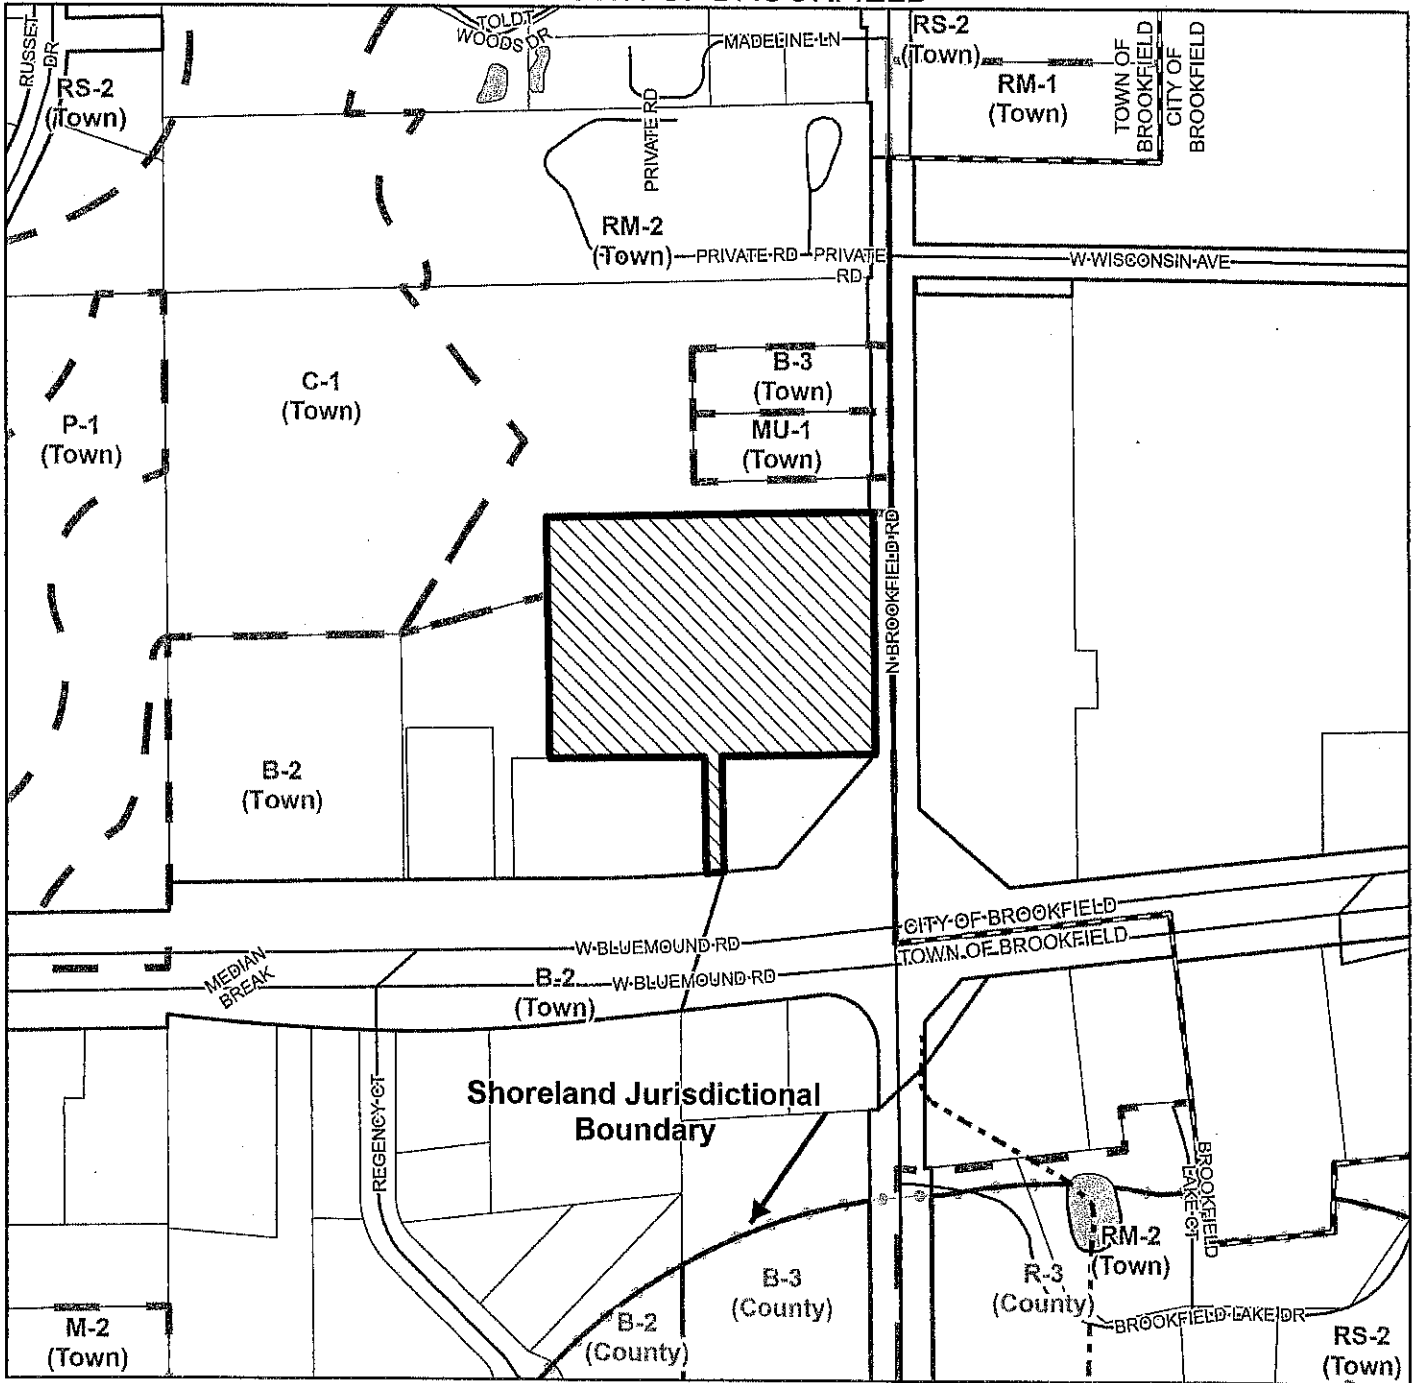 RUSSET
DR
RS-2
(Town)
TOLDT
WOODS DR
MADELINE LN
PRIVATE RD
RS-2
(Town)
RM-1
(Town)
TOWN OF
BROOKFIELD
CITY OF
BROOKFIELD
RM-2
(Town)
PRIVATE RD
PRIVATE
RD
W WISCONSIN AVE
C-1
(Town)
P-1
(Town)
B-3
(Town)
MU-1
(Town)
N BROOKFIELD RD
B-2
(Town)
CITY OF BROOKFIELD
TOWN OF BROOKFIELD
W BLUEMOUND RD
W BLUEMOUND RD
MEDIAN
BREAK
B-2
(Town)
REGENCY CT
Shoreland Jurisdictional
Boundary
BROOKFIELD
LAKE CT
RM-2
(Town)
R-3
(County)
B-3
(County)
B-2
(County)
BROOKFIELD LAKE DR
M-2
(Town)
RS-2
(Town)